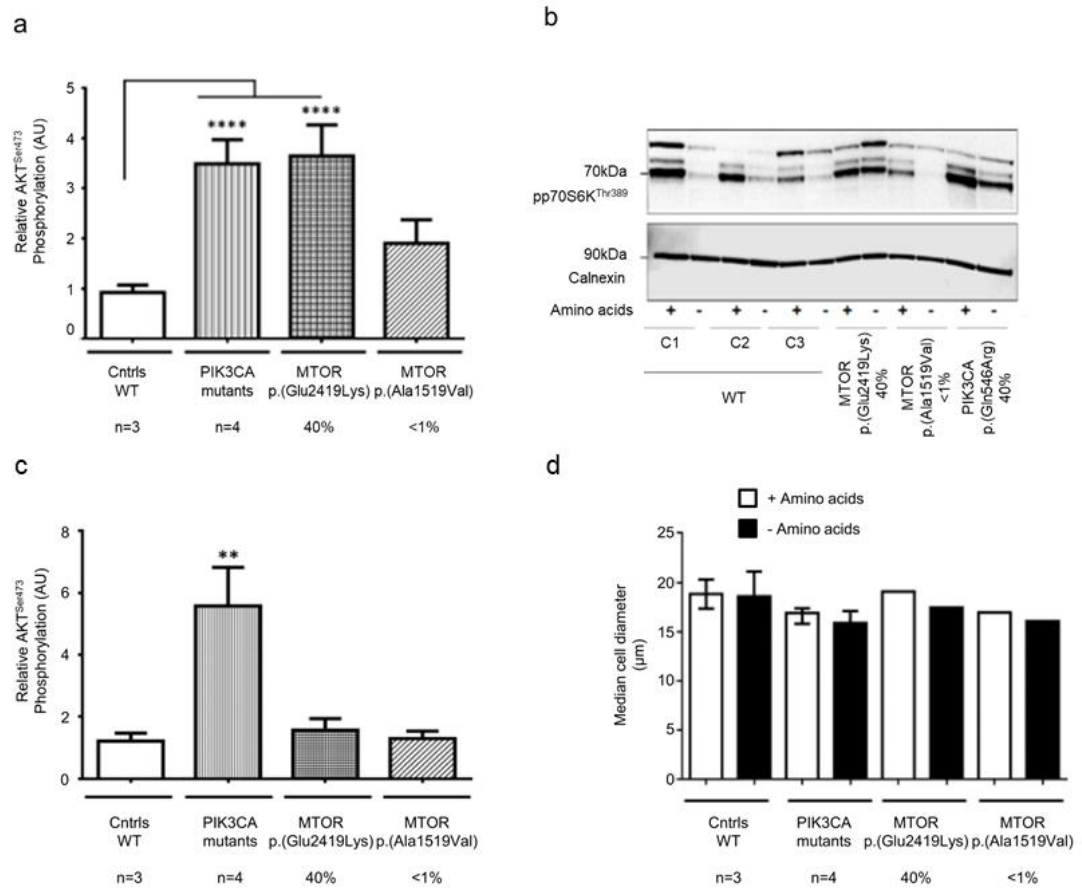 a
Relative AKTSer473
Phosphorylation (AU)
5
4
3
2
1
0
****
****
Cntrls
WT
PIK3CA
mutants
MTOR
p.(Glu2419Lys)
MTOR
p.(Ala1519Val)
n=3
n=4
40%
<1%
b
70kDa
pp70S6KThr389
90kDa
Calnexin
Amino acids + - + - + - + - + - + -
C1
C2
C3
WT
MTOR
p.(Glu2419Lys)
40%
MTOR
p.(Ala1519Val)
<1%
PIK3CA
p.(Gln546Arg)
40%
c
Relative AKTSer473
Phosphorylation (AU)
8
6
4
2
0
**
Cntrls
WT
PIK3CA
mutants
MTOR
p.(Glu2419Lys)
MTOR
p.(Ala1519Val)
n=3
n=4
40%
<1%
d
+ Amino acids
- Amino acids
Median cell diameter
(µm)
25
20
15
10
5
0
Cntrls
WT
PIK3CA
mutants
MTOR
p.(Glu2419Lys)
MTOR
p.(Ala1519Val)
n=3
n=4
40%
<1%